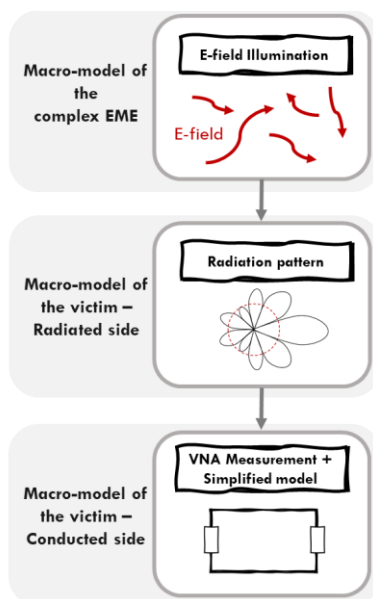 Macro-model of
the
complex EME
E-field Illumination
E-field
Macro-model of
the victim –
Radiated side
Radiation pattern
Macro-model of
the victim –
Conducted side
VNA Measurement +
Simplified model